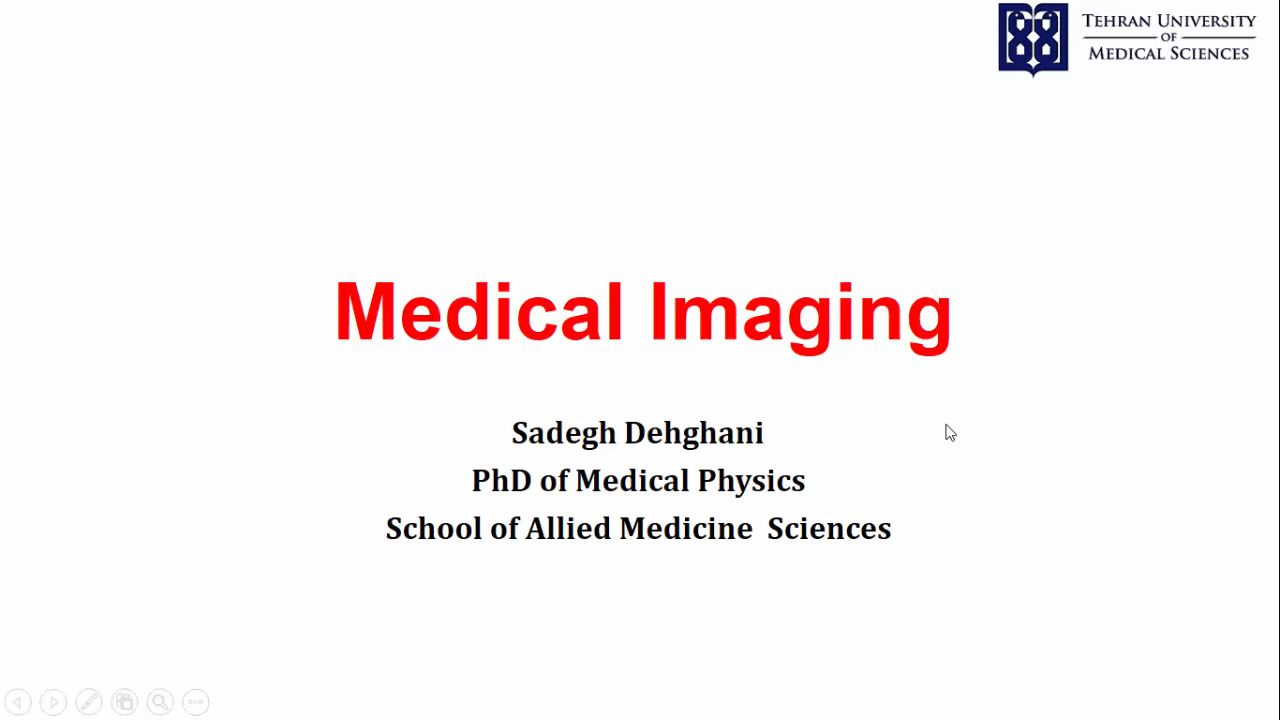 TEHRAN UNIVERSITY
OF
MEDICAL SCIENCES
Medical Imaging
Sadegh Dehghani
PhD of Medical Physics
School of Allied Medicine  Sciences